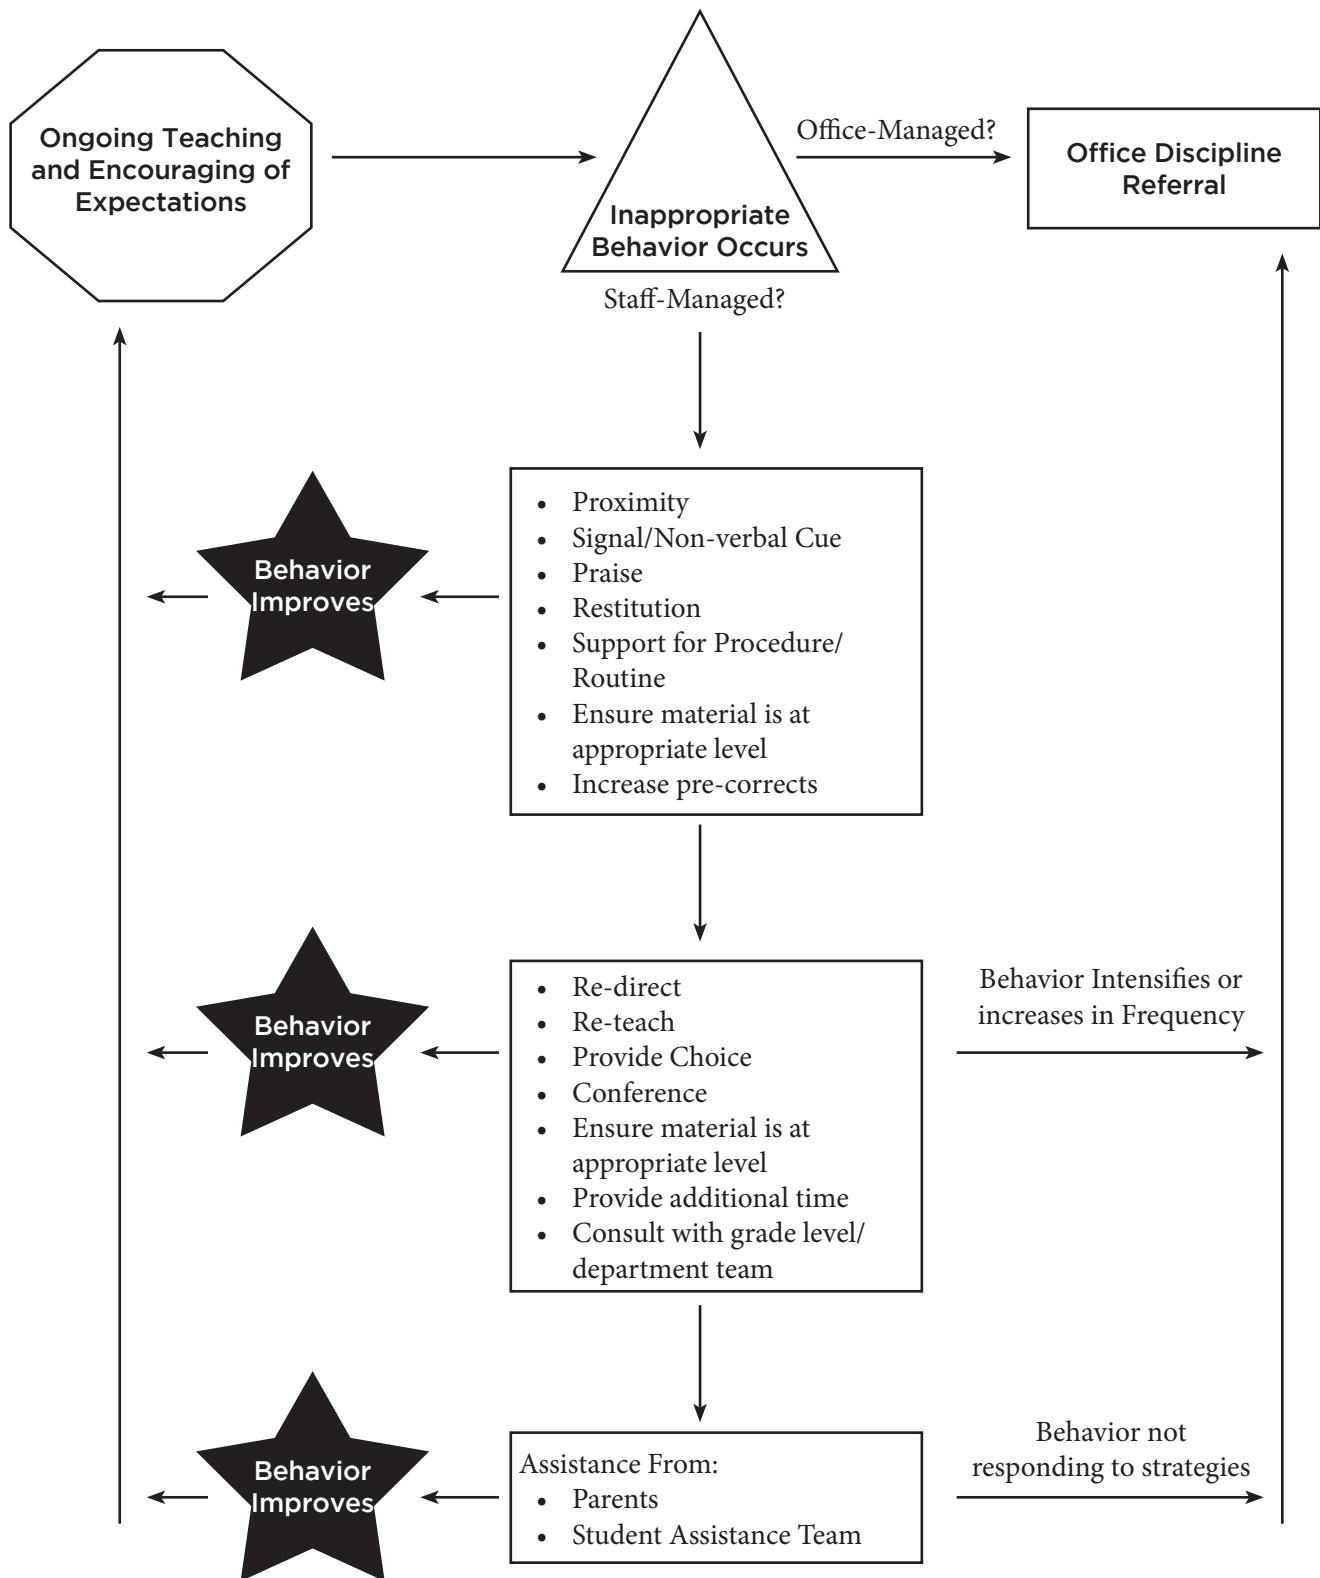 Ongoing Teaching
and Encouraging of
Expectations
Inappropriate
Behavior Occurs
Office-Managed?
Office Discipline
Referral
Staff-Managed?
Behavior
Improves
• Proximity
• Signal/Non-verbal Cue
• Praise
• Restitution
• Support for Procedure/
Routine
• Ensure material is at
appropriate level
• Increase pre-corrects
Behavior
Improves
• Re-direct
• Re-teach
• Provide Choice
• Conference
• Ensure material is at
appropriate level
• Provide additional time
• Consult with grade level/
department team
Behavior Intensifies or
increases in Frequency
Behavior
Improves
Assistance From:
• Parents
• Student Assistance Team
Behavior not
responding to strategies